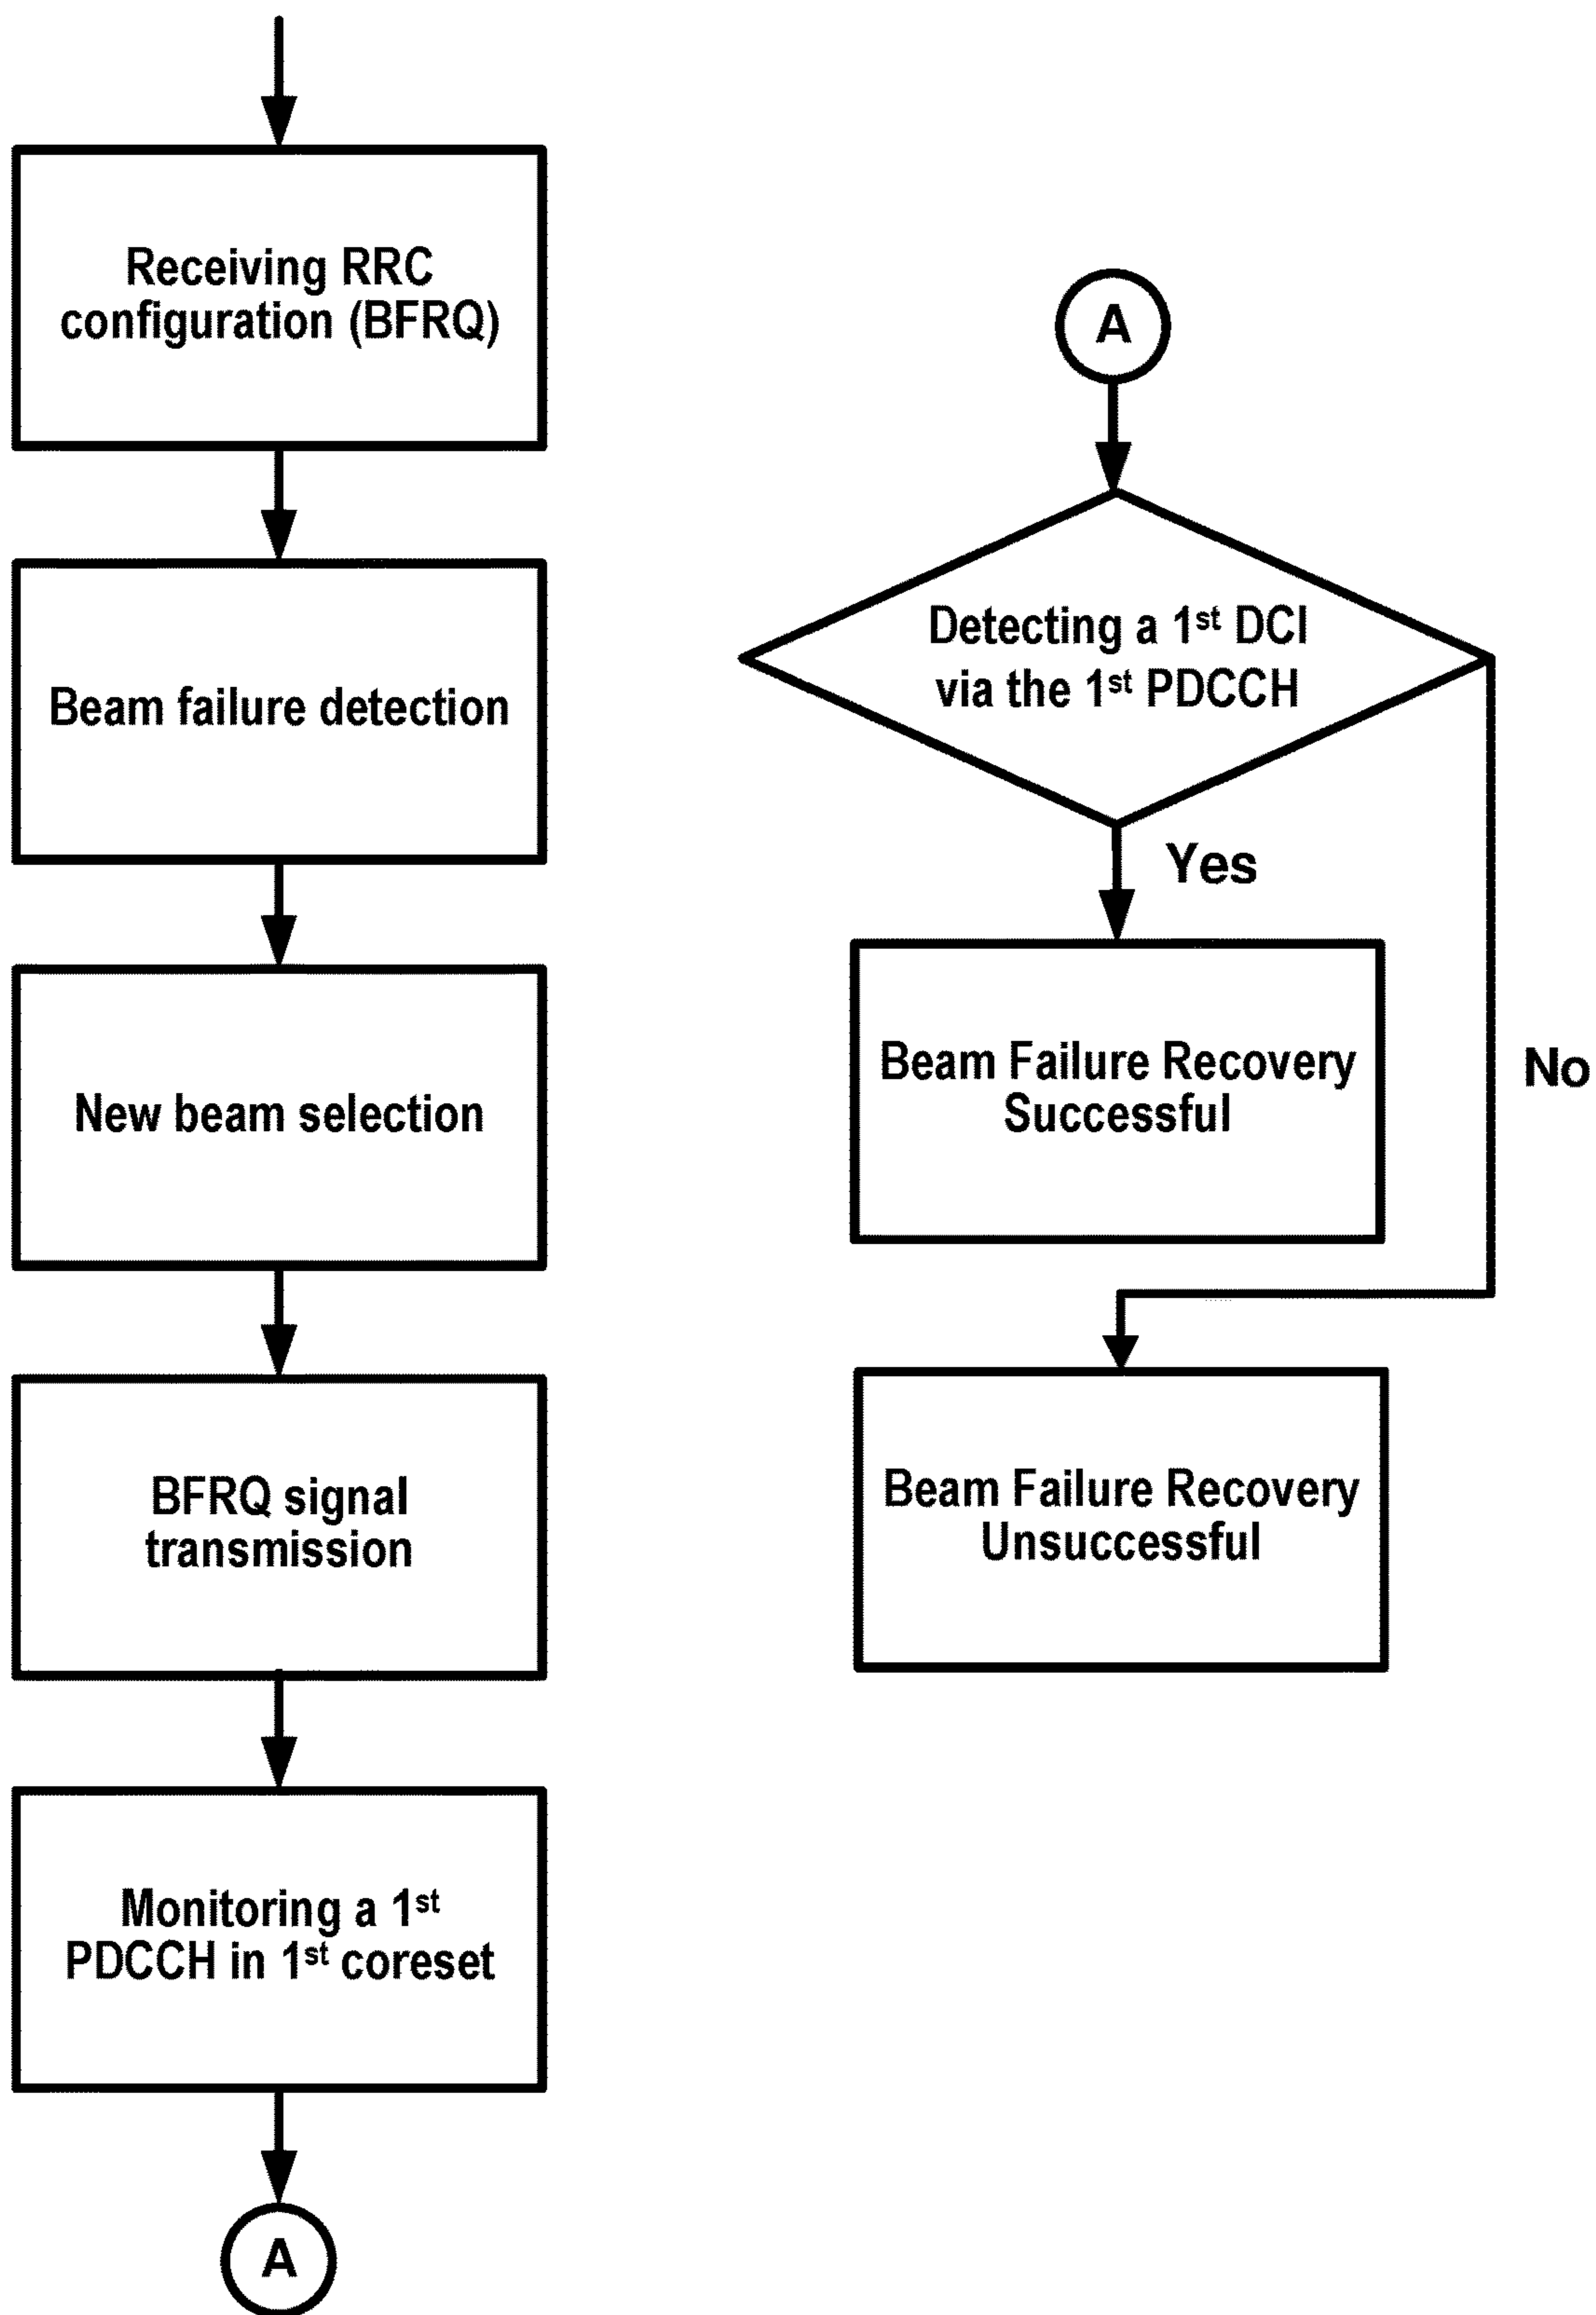 Receiving RRC
configuration (BFRQ)
Beam failure detection
New beam selection
BFRQ signal
transmission
Monitoring a 1st
PDCCH in 1st coreset
A
A
Detecting a 1st DCI
via the 1st PDCCH
Yes
No
Beam Failure Recovery
Successful
Beam Failure Recovery
Unsuccessful